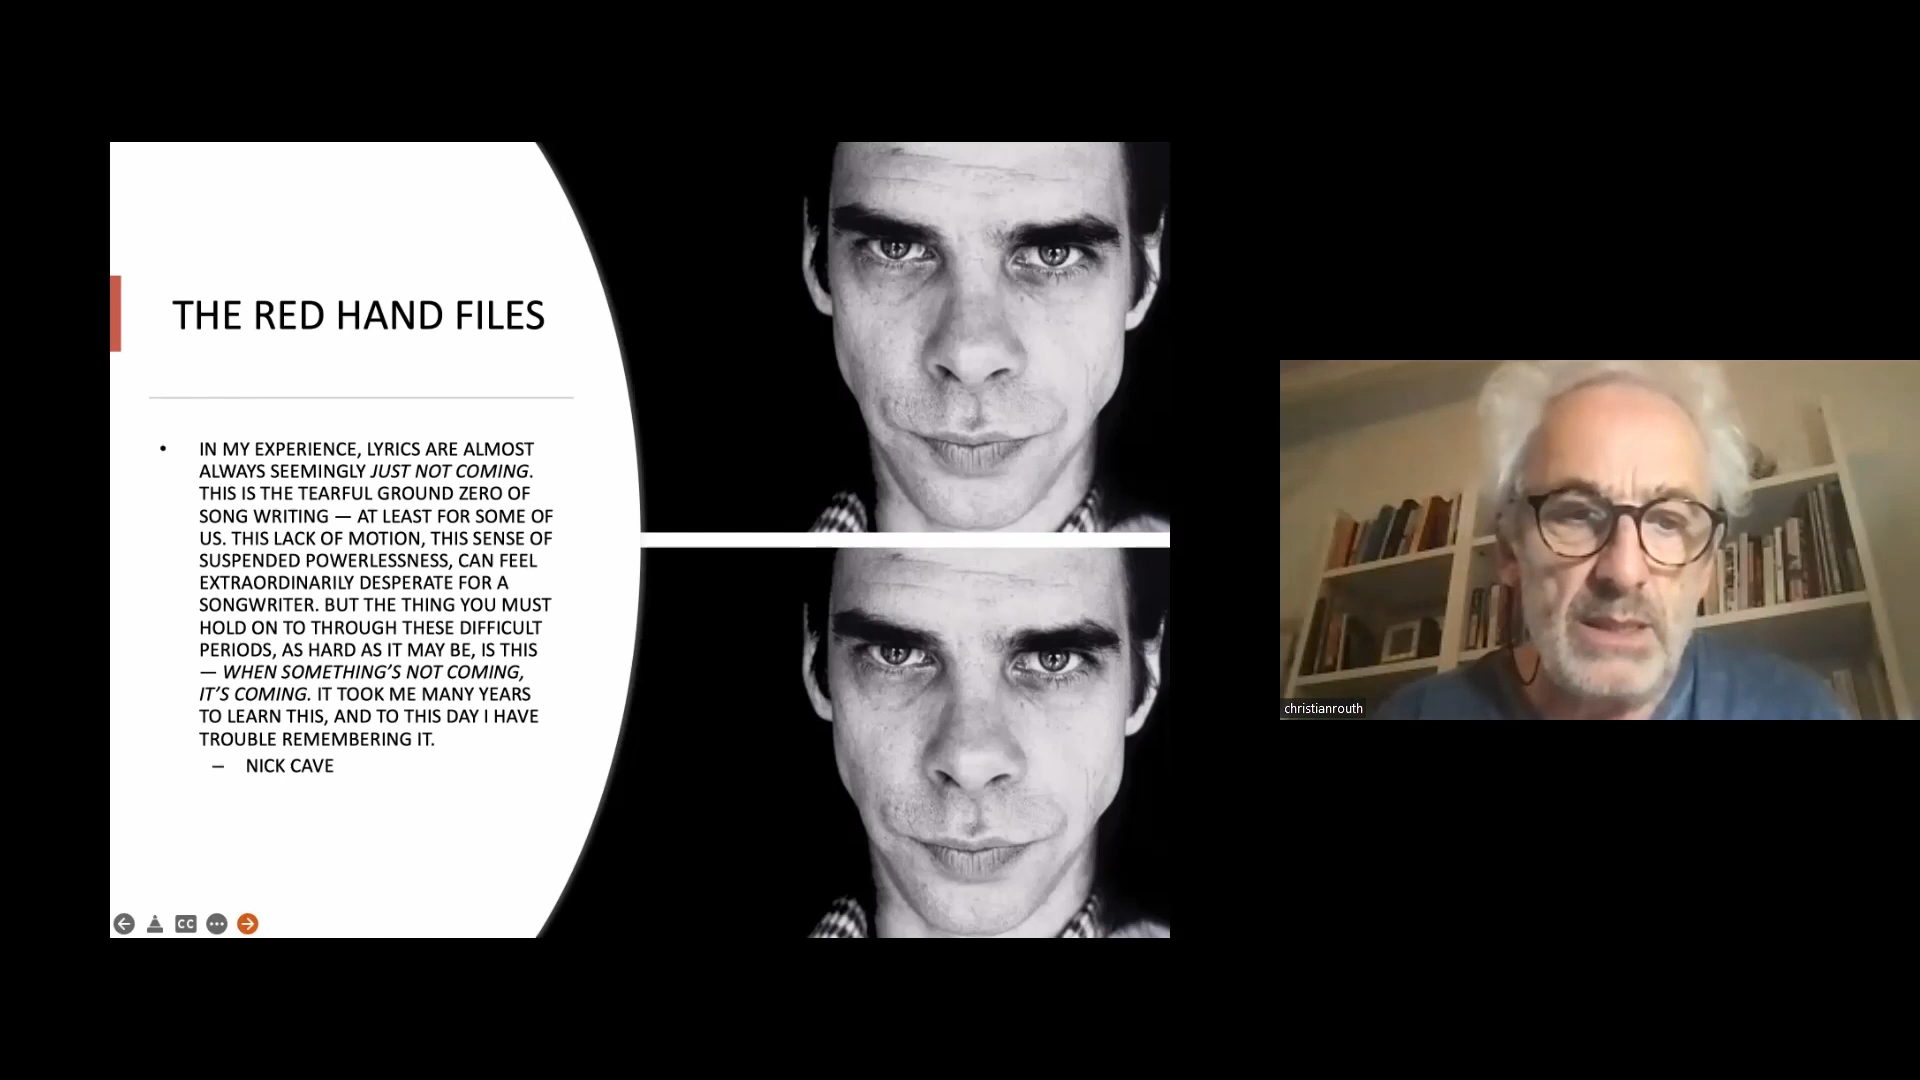 THE RED HAND FILES
• IN MY EXPERIENCE, LYRICS ARE ALMOST
ALWAYS SEEMINGLY JUST NOT COMING.
THIS IS THE TEARFUL GROUND ZERO OF
SONG WRITING — AT LEAST FOR SOME OF
US. THIS LACK OF MOTION, THIS SENSE OF
SUSPENDED POWERLESSNESS, CAN FEEL
EXTRAORDINARILY DESPERATE FOR A
SONGWRITER. BUT THE THING YOU MUST
HOLD ON TO THROUGH THESE DIFFICULT
PERIODS, AS HARD AS IT MAY BE, IS THIS
— WHEN SOMETHING’S NOT COMING,
IT’S COMING. IT TOOK ME MANY YEARS
TO LEARN THIS, AND TO THIS DAY I HAVE
TROUBLE REMEMBERING IT.
– NICK CAVE
CC
christianrouth